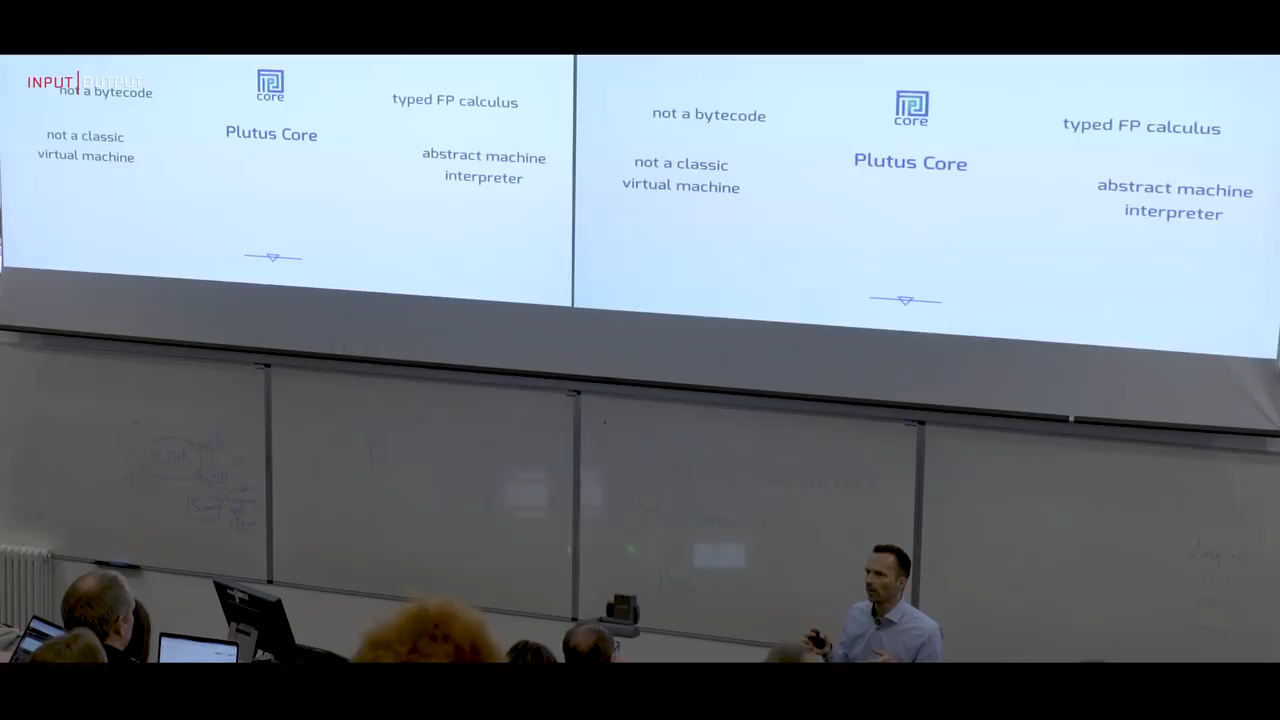 INPUT|OUTPUT
not a bytecode
core
typed FP calculus
not a classic
virtual machine
Plutus Core
abstract machine
interpreter
not a bytecode
core
typed FP calculus
not a classic
virtual machine
Plutus Core
abstract machine
interpreter